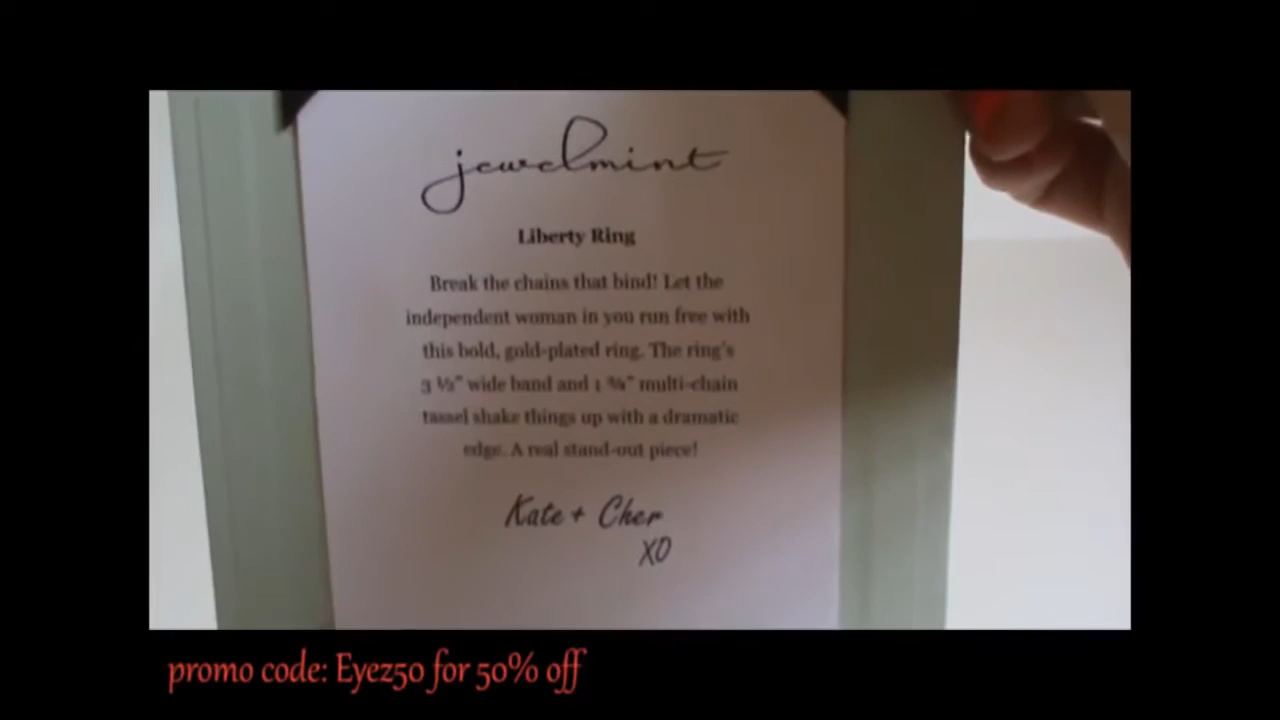 jewelmint
Liberty Ring
Break the chains that bind! Let the
independent woman in you run free with
this bold, gold-plated ring. The ring's
3 ½" wide band and 1 ¾" multi-chain
tassel shake things up with a dramatic
edge. A real stand-out piece!
Kate + Cher
XO
promo code: Eyez50 for 50% off